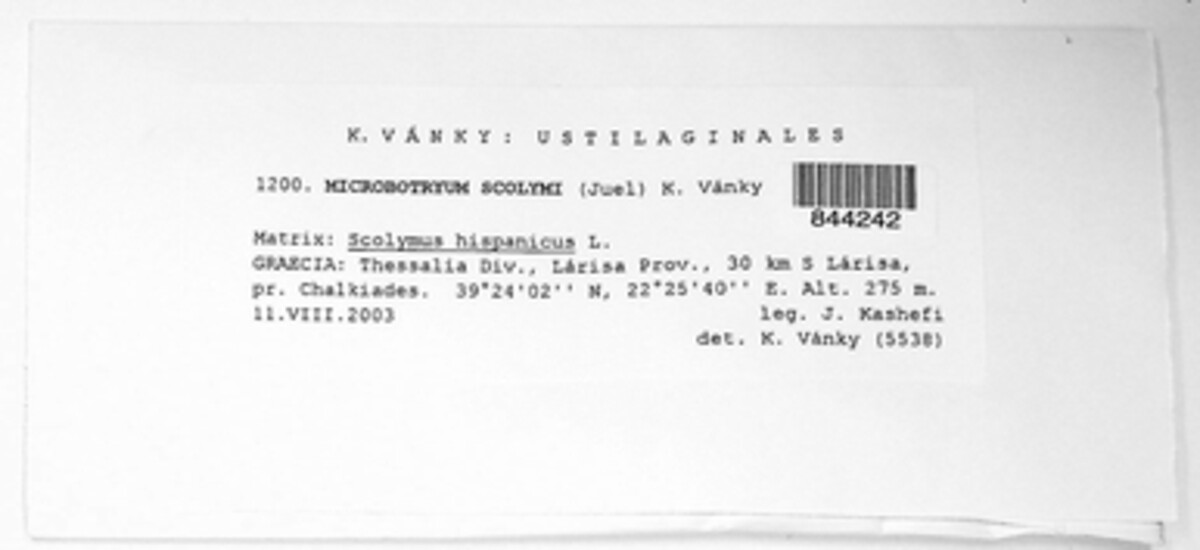 K. VÁNKY: USTILAGINALES
1200. MICROBOTRYUM SCOLYMI (Juel) K. Vánky
844242
Matrix: Scolymus hispanicus L.
GRAECIA: Thessalia Div., Lárisa Prov., 30 km S Lárisa,
pr. Chalkiades. 39°24'02'' N, 22°25'40'' E. Alt. 275 m.
11.VIII.2003 leg. J. Kashefi
det. K. Vánky (5538)